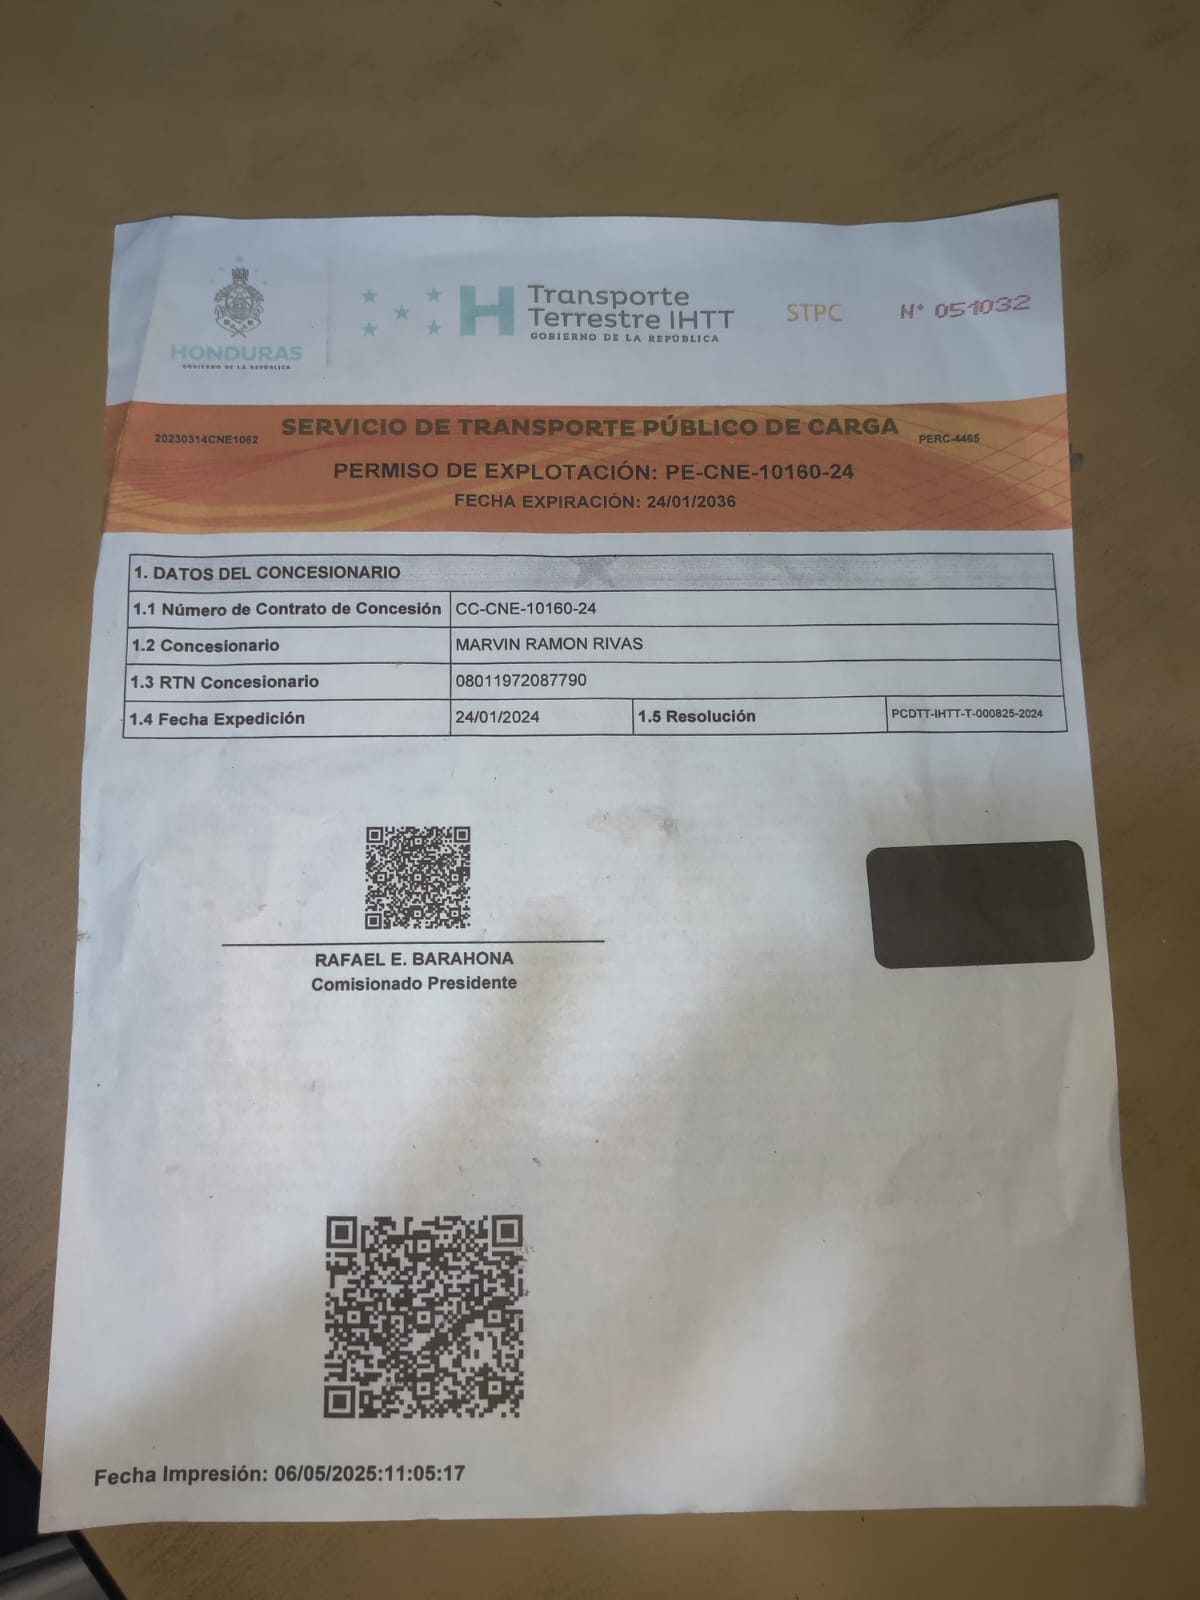 HONDURAS
GOBIERNO DE LA REPÚBLICA
H Transporte
Terrestre IHTT
GOBIERNO DE LA REPÚBLICA
STPC
N° 051032
20230314CNE1062
SERVICIO DE TRANSPORTE PÚBLICO DE CARGA
PERC-4465
PERMISO DE EXPLOTACIÓN: PE-CNE-10160-24
FECHA EXPIRACIÓN: 24/01/2036
1. DATOS DEL CONCESIONARIO
1.1 Número de Contrato de Concesión CC-CNE-10160-24
1.2 Concesionario MARVIN RAMON RIVAS
1.3 RTN Concesionario 08011972087790
1.4 Fecha Expedición 24/01/2024 1.5 Resolución PCDTT-IHTT-T-000825-2024
RAFAEL E. BARAHONA
Comisionado Presidente
Fecha Impresión: 06/05/2025:11:05:17